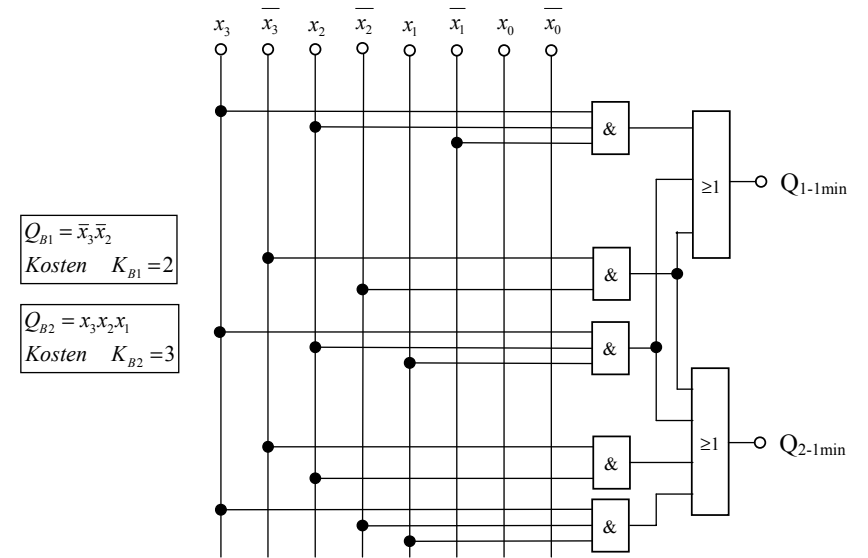 x₃ x̅₃ x₂ x̅₂ x₁ x̅₁ x₀ x̅₀
&
≥1
Q₁₋₁min
&
Q_B1 = x̅₃x̅₂
Kosten K_B1 = 2
Q_B2 = x₃x₂x₁
Kosten K_B2 = 3
&
≥1
Q₂₋₁min
&
&